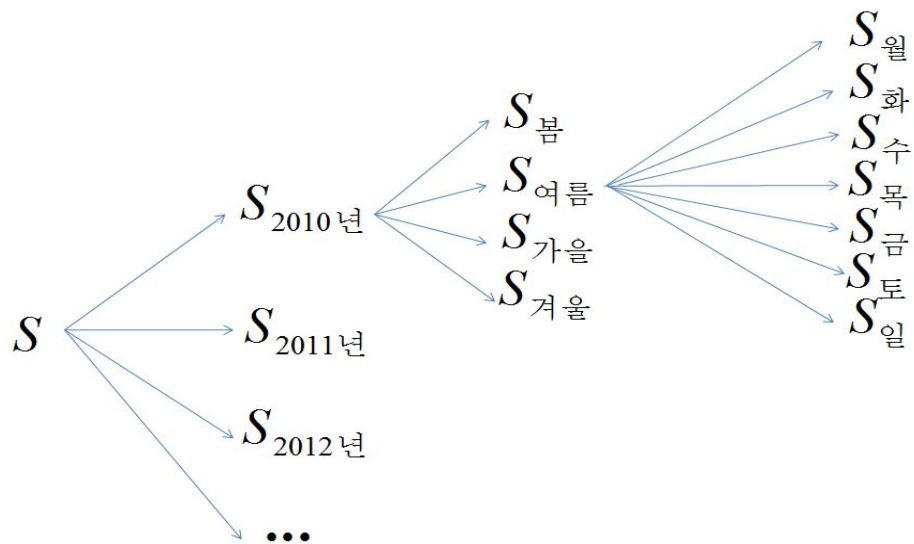 S
S2010년
S2011년
S2012년
...
S봄
S여름
S가을
S겨울
S월
S화
S수
S목
S금
S토
S일